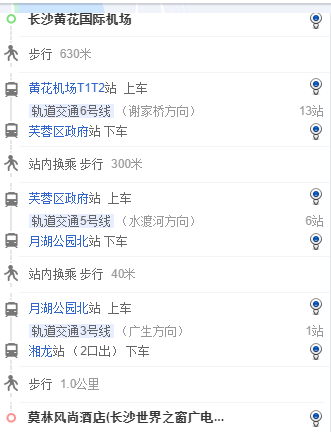 长沙黄花国际机场
步行 630米
黄花机场T1T2站 上车
轨道交通6号线 （谢家桥方向） 13站
芙蓉区政府站 下车
站内换乘 步行 300米
芙蓉区政府站 上车
轨道交通5号线 （水渡河方向） 6站
月湖公园北站 下车
站内换乘 步行 40米
月湖公园北站 上车
轨道交通3号线 （广生方向） 1站
湘龙站 （2口出） 下车
步行 1.0公里
莫林风尚酒店(长沙世界之窗广电...